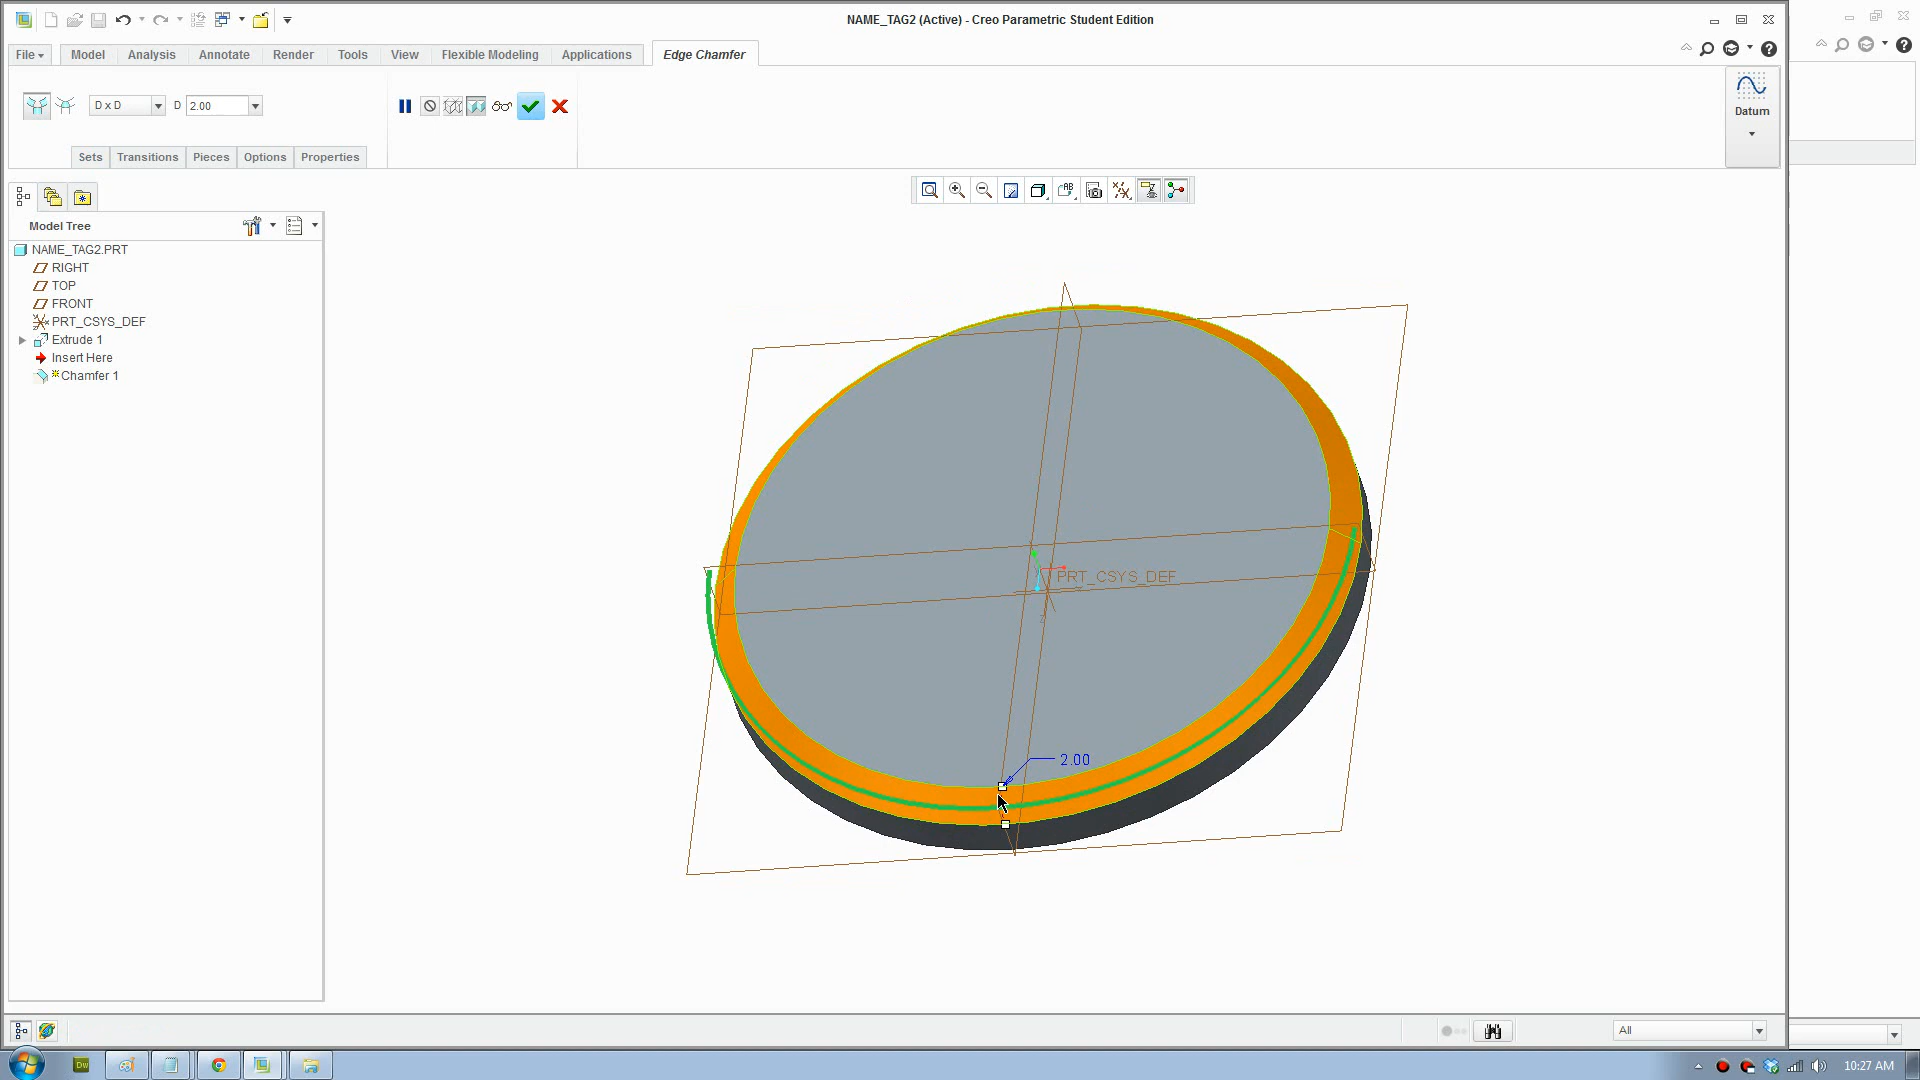 NAME_TAG2 (Active) - Creo Parametric Student Edition
File Model Analysis Annotate Render Tools View Flexible Modeling Applications Edge Chamfer
D x D D 2.00
Datum
Sets Transitions Pieces Options Properties
Model Tree
NAME_TAG2.PRT
RIGHT
TOP
FRONT
PRT_CSYS_DEF
Extrude 1
Insert Here
Chamfer 1
PRT_CSYS_DEF
2.00
All
Dw
10:27 AM